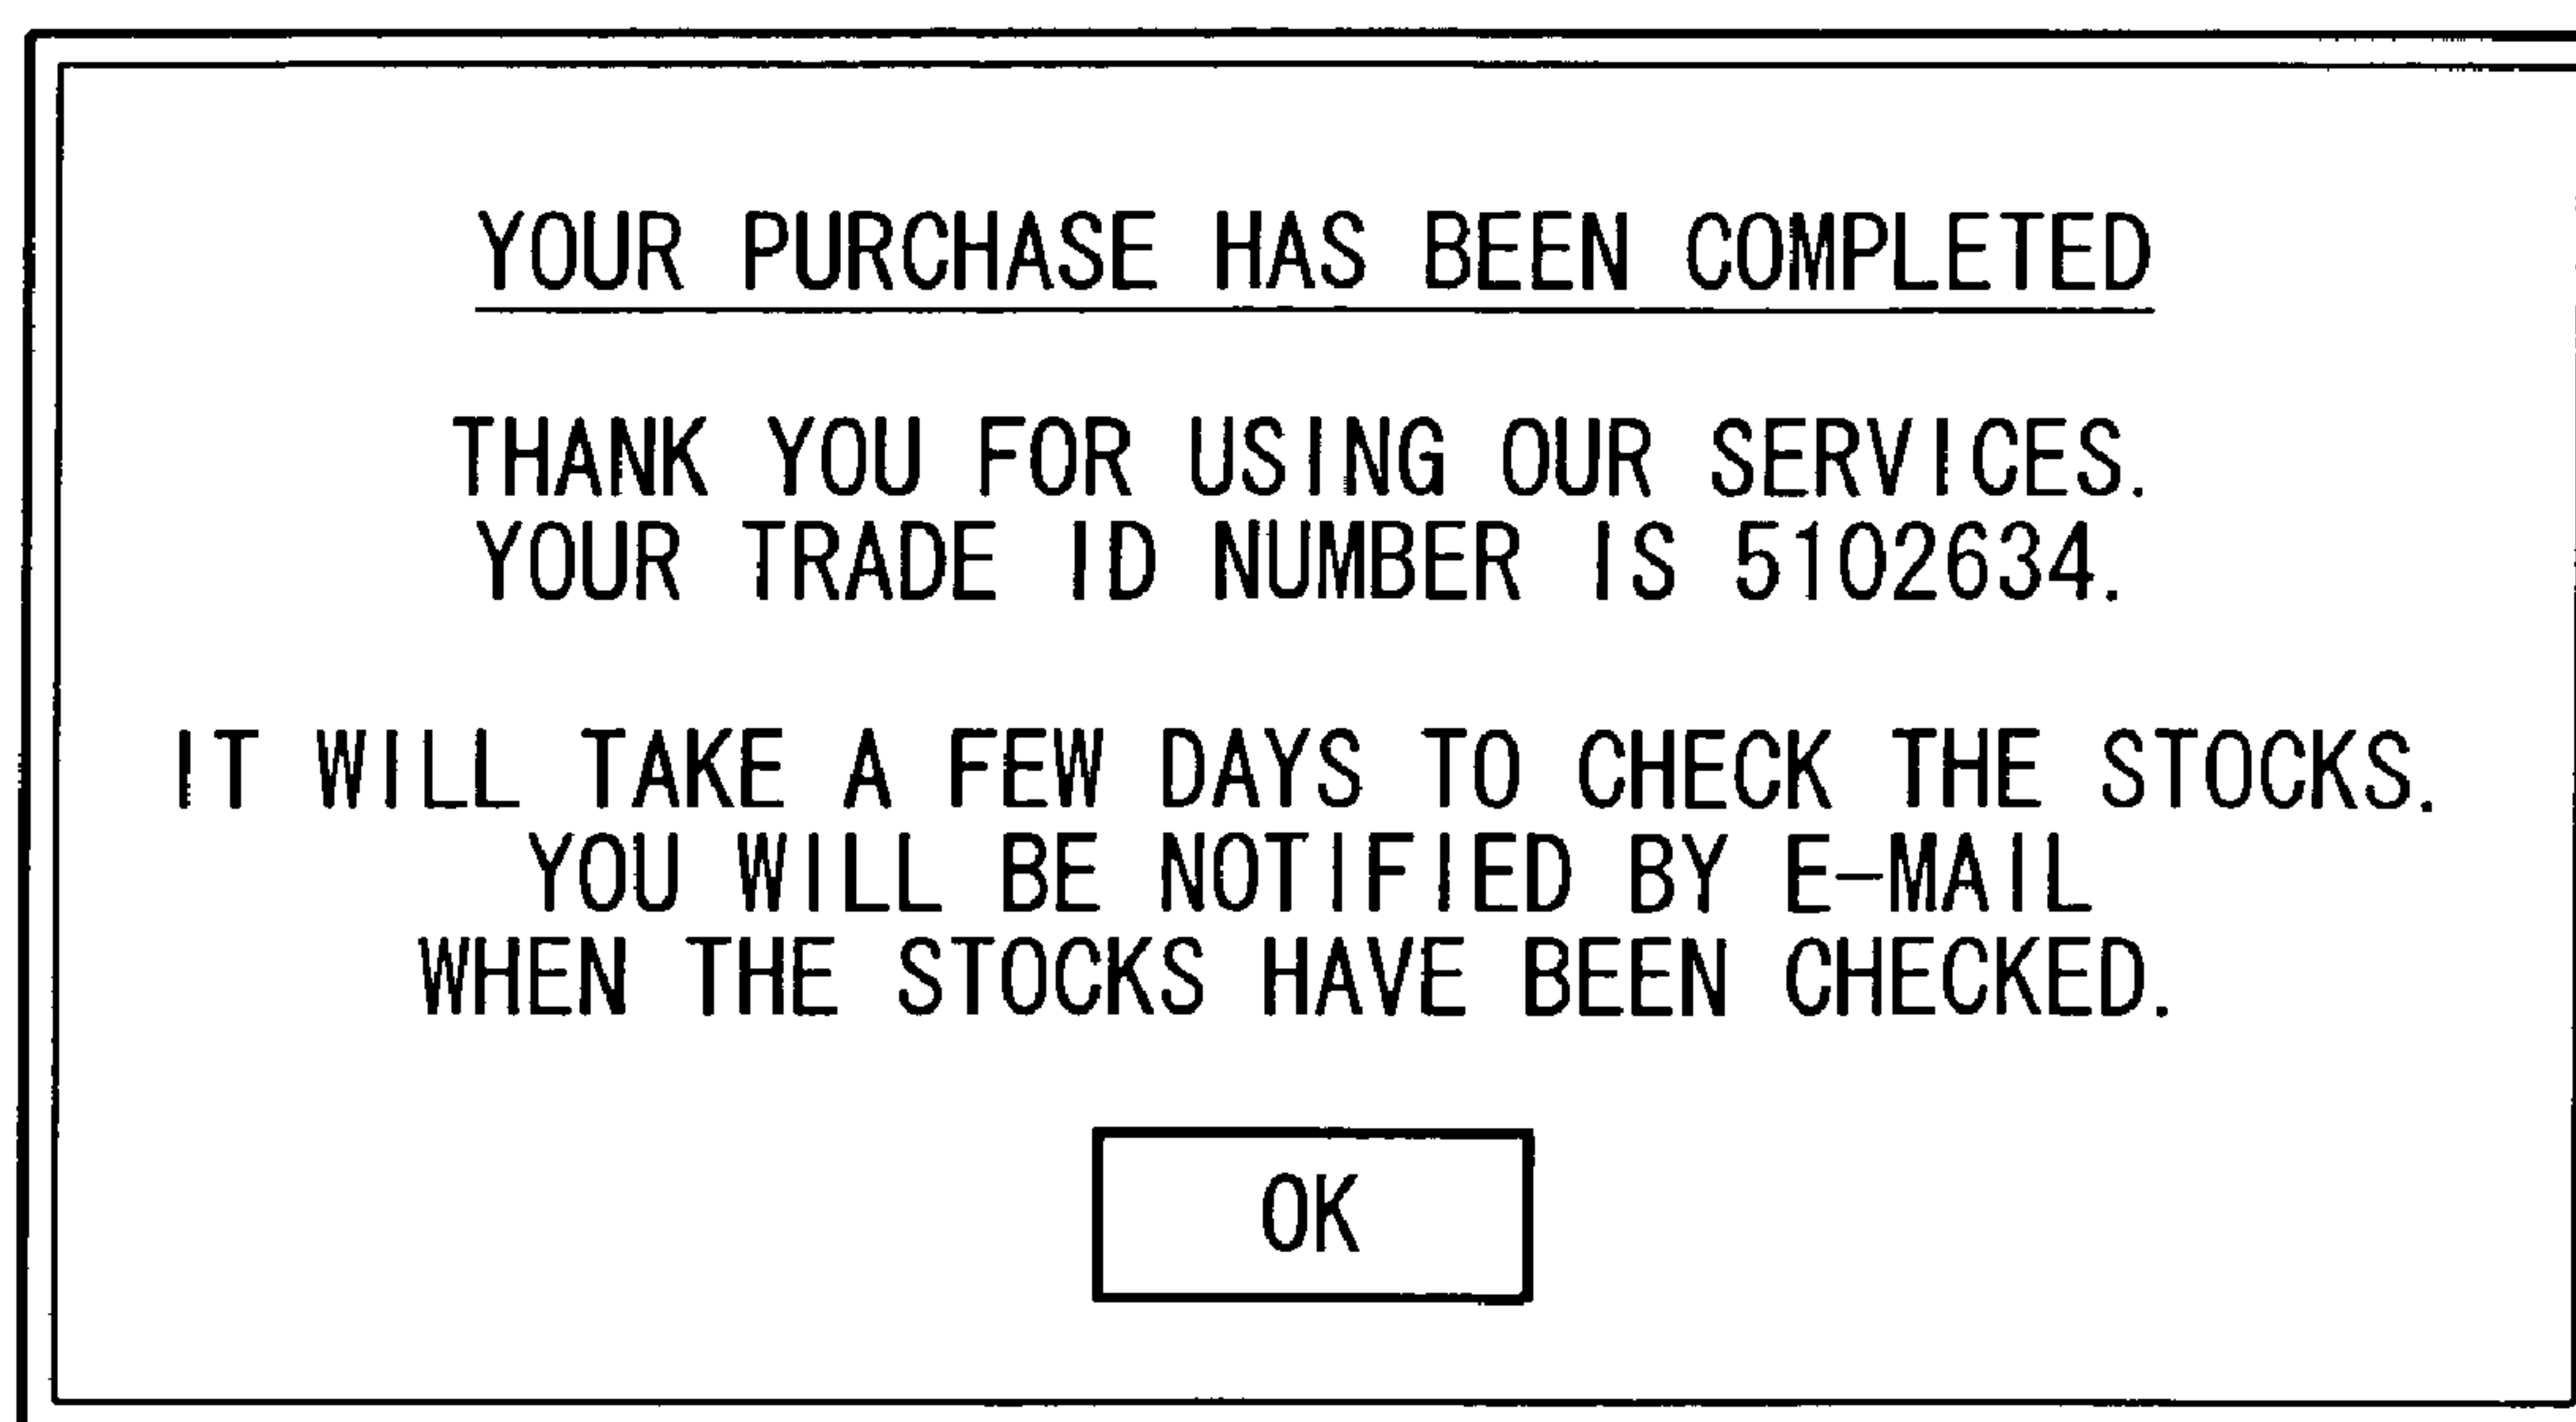 YOUR PURCHASE HAS BEEN COMPLETED
THANK YOU FOR USING OUR SERVICES.
YOUR TRADE ID NUMBER IS 5102634.
IT WILL TAKE A FEW DAYS TO CHECK THE STOCKS.
YOU WILL BE NOTIFIED BY E-MAIL
WHEN THE STOCKS HAVE BEEN CHECKED.
OK